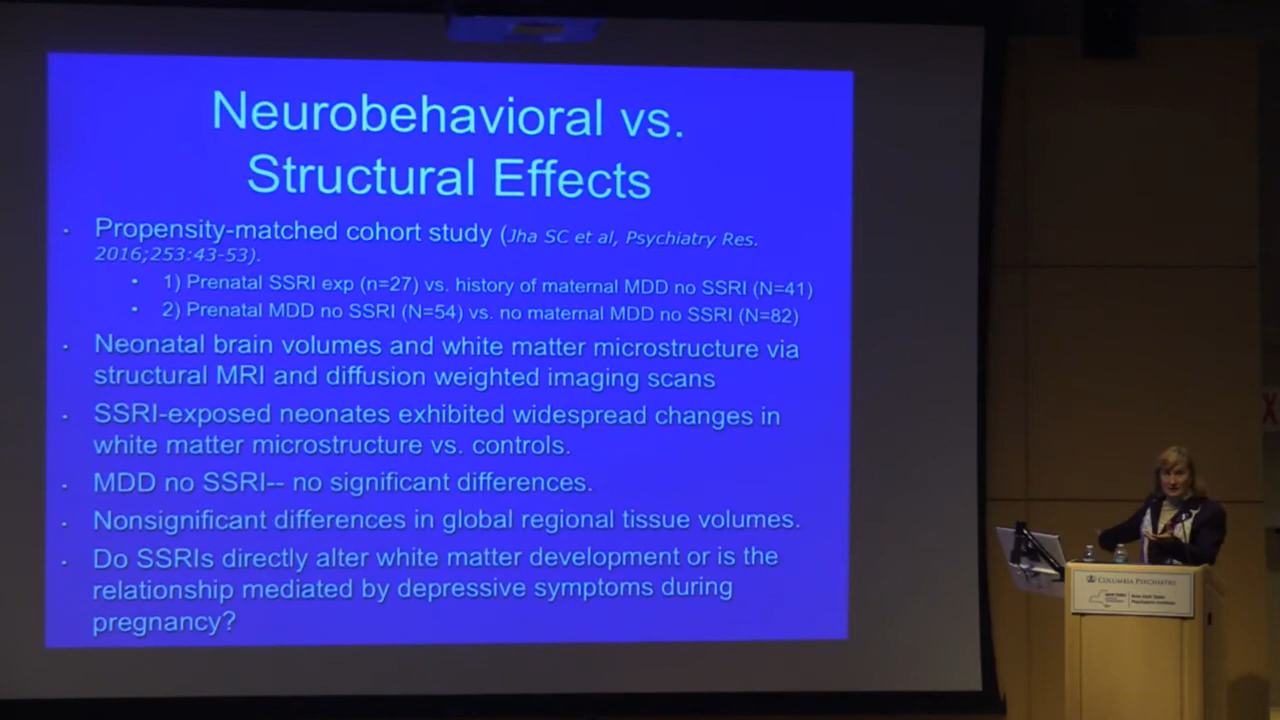 Neurobehavioral vs.
Structural Effects
• Propensity-matched cohort study (Jha SC et al, Psychiatry Res.
2016;253:43-53).
• 1) Prenatal SSRI exp (n=27) vs. history of maternal MDD no SSRI (N=41)
• 2) Prenatal MDD no SSRI (N=54) vs. no maternal MDD no SSRI (N=82)
• Neonatal brain volumes and white matter microstructure via
structural MRI and diffusion weighted imaging scans
• SSRI-exposed neonates exhibited widespread changes in
white matter microstructure vs. controls.
• MDD no SSRI-- no significant differences.
• Nonsignificant differences in global regional tissue volumes.
• Do SSRIs directly alter white matter development or is the
relationship mediated by depressive symptoms during
pregnancy?
COLUMBIA PSYCHIATRY
New York State
Psychiatric Institute